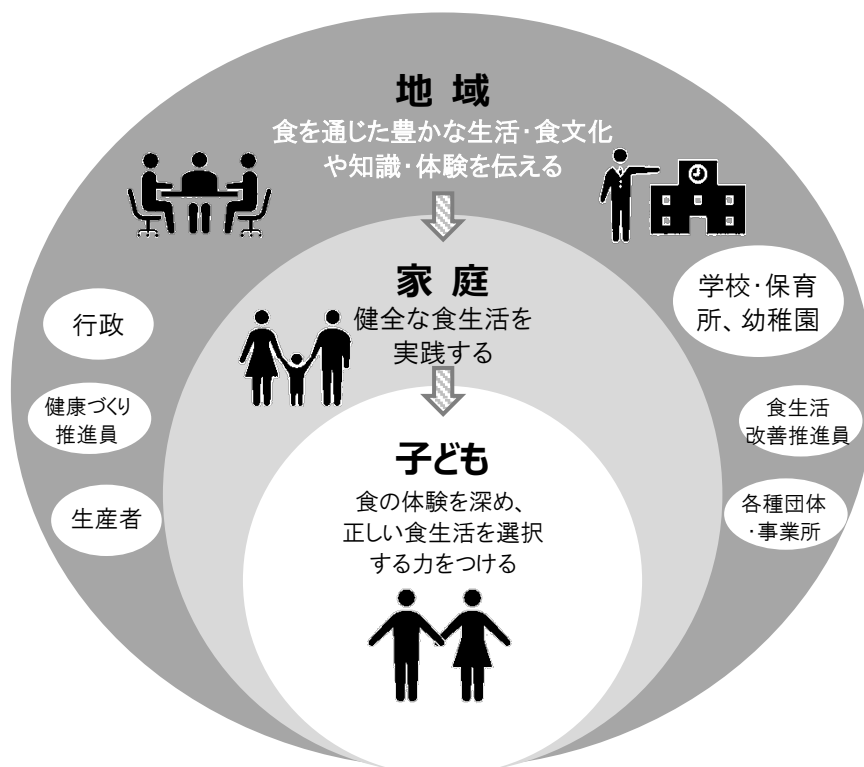 地 域
食を通じた豊かな生活・食文化
や知識・体験を伝える
家 庭
健全な食生活を
実践する
行政
健康づくり
推進員
生産者
学校・保育
所、幼稚園
食生活
改善推進員
各種団体
・事業所
子ども
食の体験を深め、
正しい食生活を選択
する力をつける